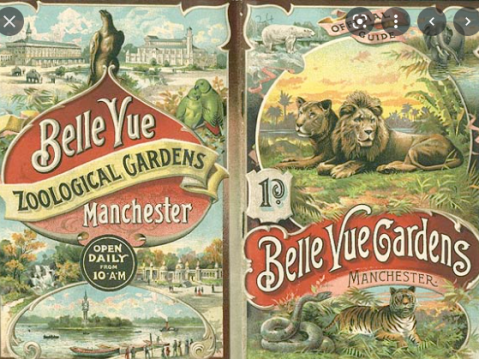 Belle Vue
ZOOLOGICAL GARDENS
Manchester
OPEN
DAILY
FROM
10 A.M
GUIDE
1D
Belle Vue Gardens
MANCHESTER.